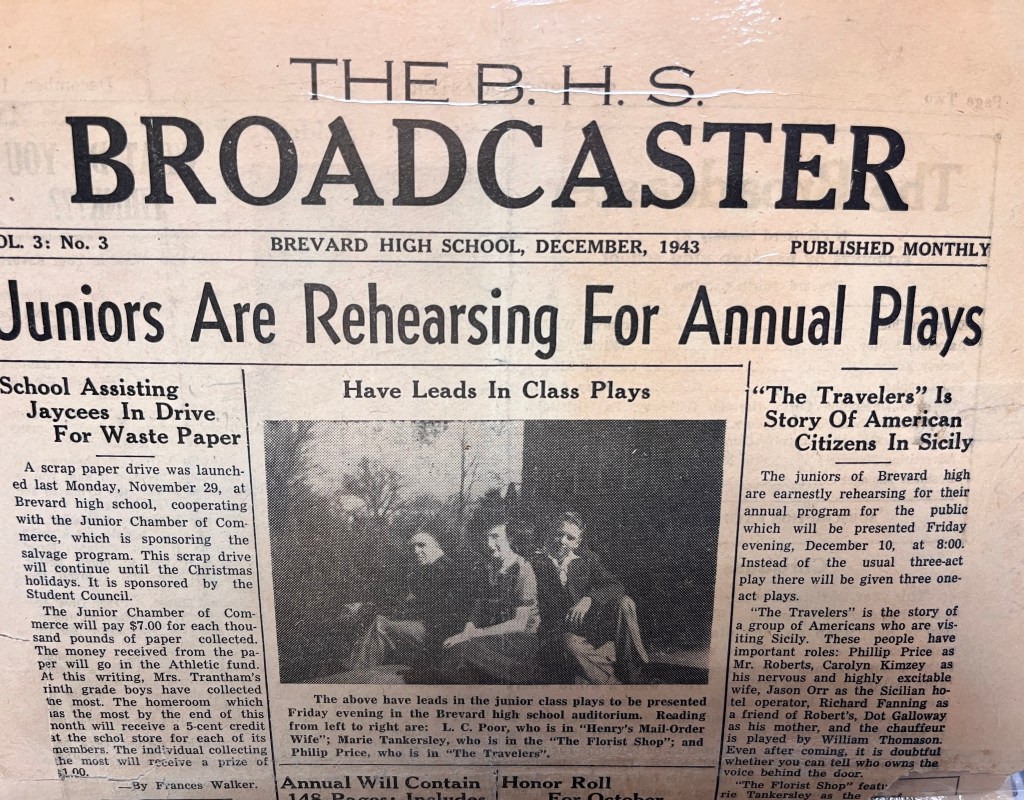 THE B. H. S.
BROADCASTER
OL. 3: No. 3 BREVARD HIGH SCHOOL, DECEMBER, 1943 PUBLISHED MONTHLY
Juniors Are Rehearsing For Annual Plays
School Assisting
Jaycees In Drive
For Waste Paper
A scrap paper drive was launch-
ed last Monday, November 29, at
Brevard high school, cooperating
with the Junior Chamber of Com-
merce, which is sponsoring the
salvage program. This scrap drive
will continue until the Christmas
holidays. It is sponsored by the
Student Council.
The Junior Chamber of Com-
merce will pay $7.00 for each thou-
sand pounds of paper collected.
The money received from the pa-
per will go in the Athletic fund.
At this writing, Mrs. Trantham's
rinth grade boys have collected
the most. The homeroom which
has the most by the end of this
month will receive a 5-cent credit
at the schol store for each of its
members. The individual collecting
the most will receive a prize of
$1.00.
—By Frances Walker.
Have Leads In Class Plays
The above have leads in the junior class plays to be presented
Friday evening in the Brevard high school auditorium. Reading
from left to right are: L. C. Poor, who is in "Henry's Mail-Order
Wife"; Marie Tankersley, who is in "The Florist Shop"; and
Philip Price, who is in "The Travelers".
Annual Will Contain
148 Pages; Includes
Honor Roll
For October
"The Travelers" Is
Story Of American
Citizens In Sicily
The juniors of Brevard high
are earnestly rehearsing for their
annual program for the public
which will be presented Friday
evening, December 10, at 8:00.
Instead of the usual three-act
play there will be given three one-
act plays.
"The Travelers" is the story of
a group of Americans who are vis-
iting Sicily. These people have
important roles: Phillip Price as
Mr. Roberts, Carolyn Kimzey as
his nervous and highly excitable
wife, Jason Orr as the Sicilian ho-
tel operator, Richard Fanning as
a friend of Robert's, Dot Galloway
as his mother, and the chauffeur
is played by William Thomason.
Even after coming, it is doubtful
whether you can tell who owns the
voice behind the door.
"The Florist Shop" featu
rie Tankersley as the